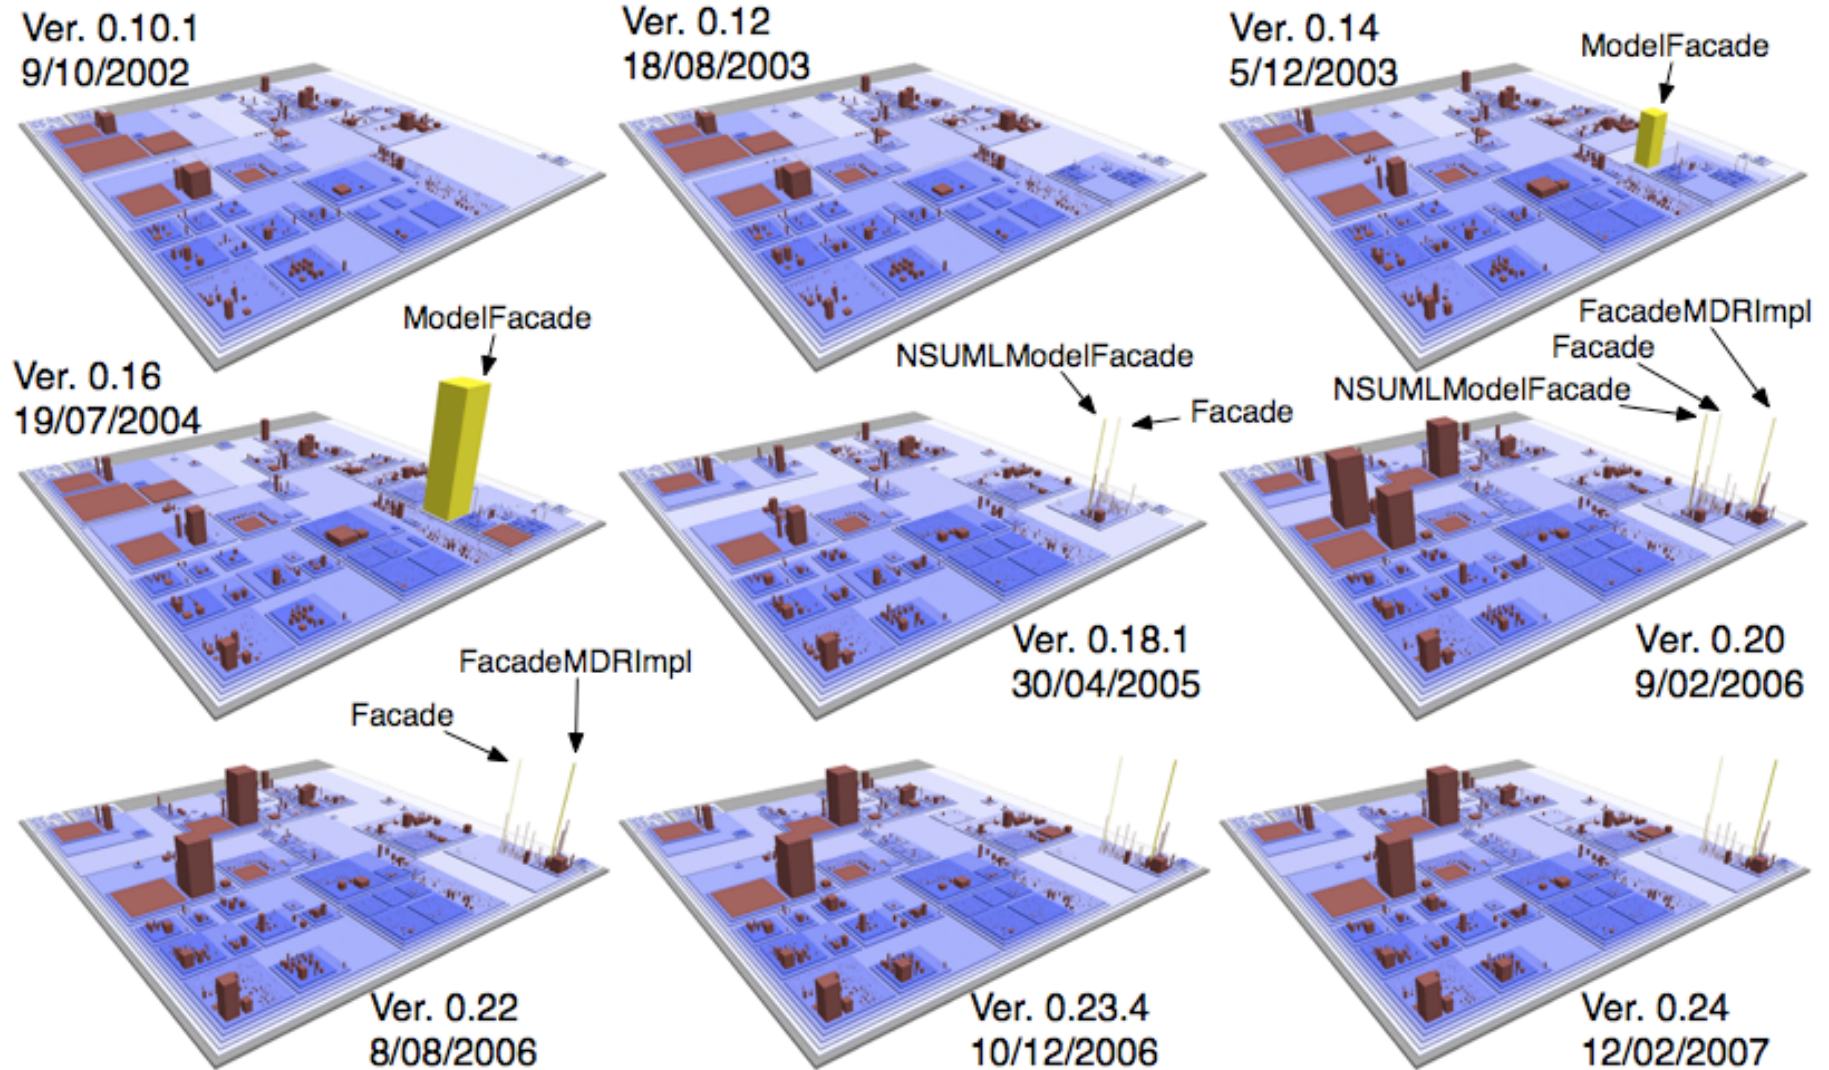 Ver. 0.10.1
9/10/2002
Ver. 0.12
18/08/2003
Ver. 0.14
5/12/2003
ModelFacade
Ver. 0.16
19/07/2004
ModelFacade
NSUMLModelFacade
Facade
Ver. 0.18.1
30/04/2005
FacadeMDRImpl
Facade
NSUMLModelFacade
Ver. 0.20
9/02/2006
FacadeMDRImpl
Facade
Ver. 0.22
8/08/2006
Ver. 0.23.4
10/12/2006
Ver. 0.24
12/02/2007